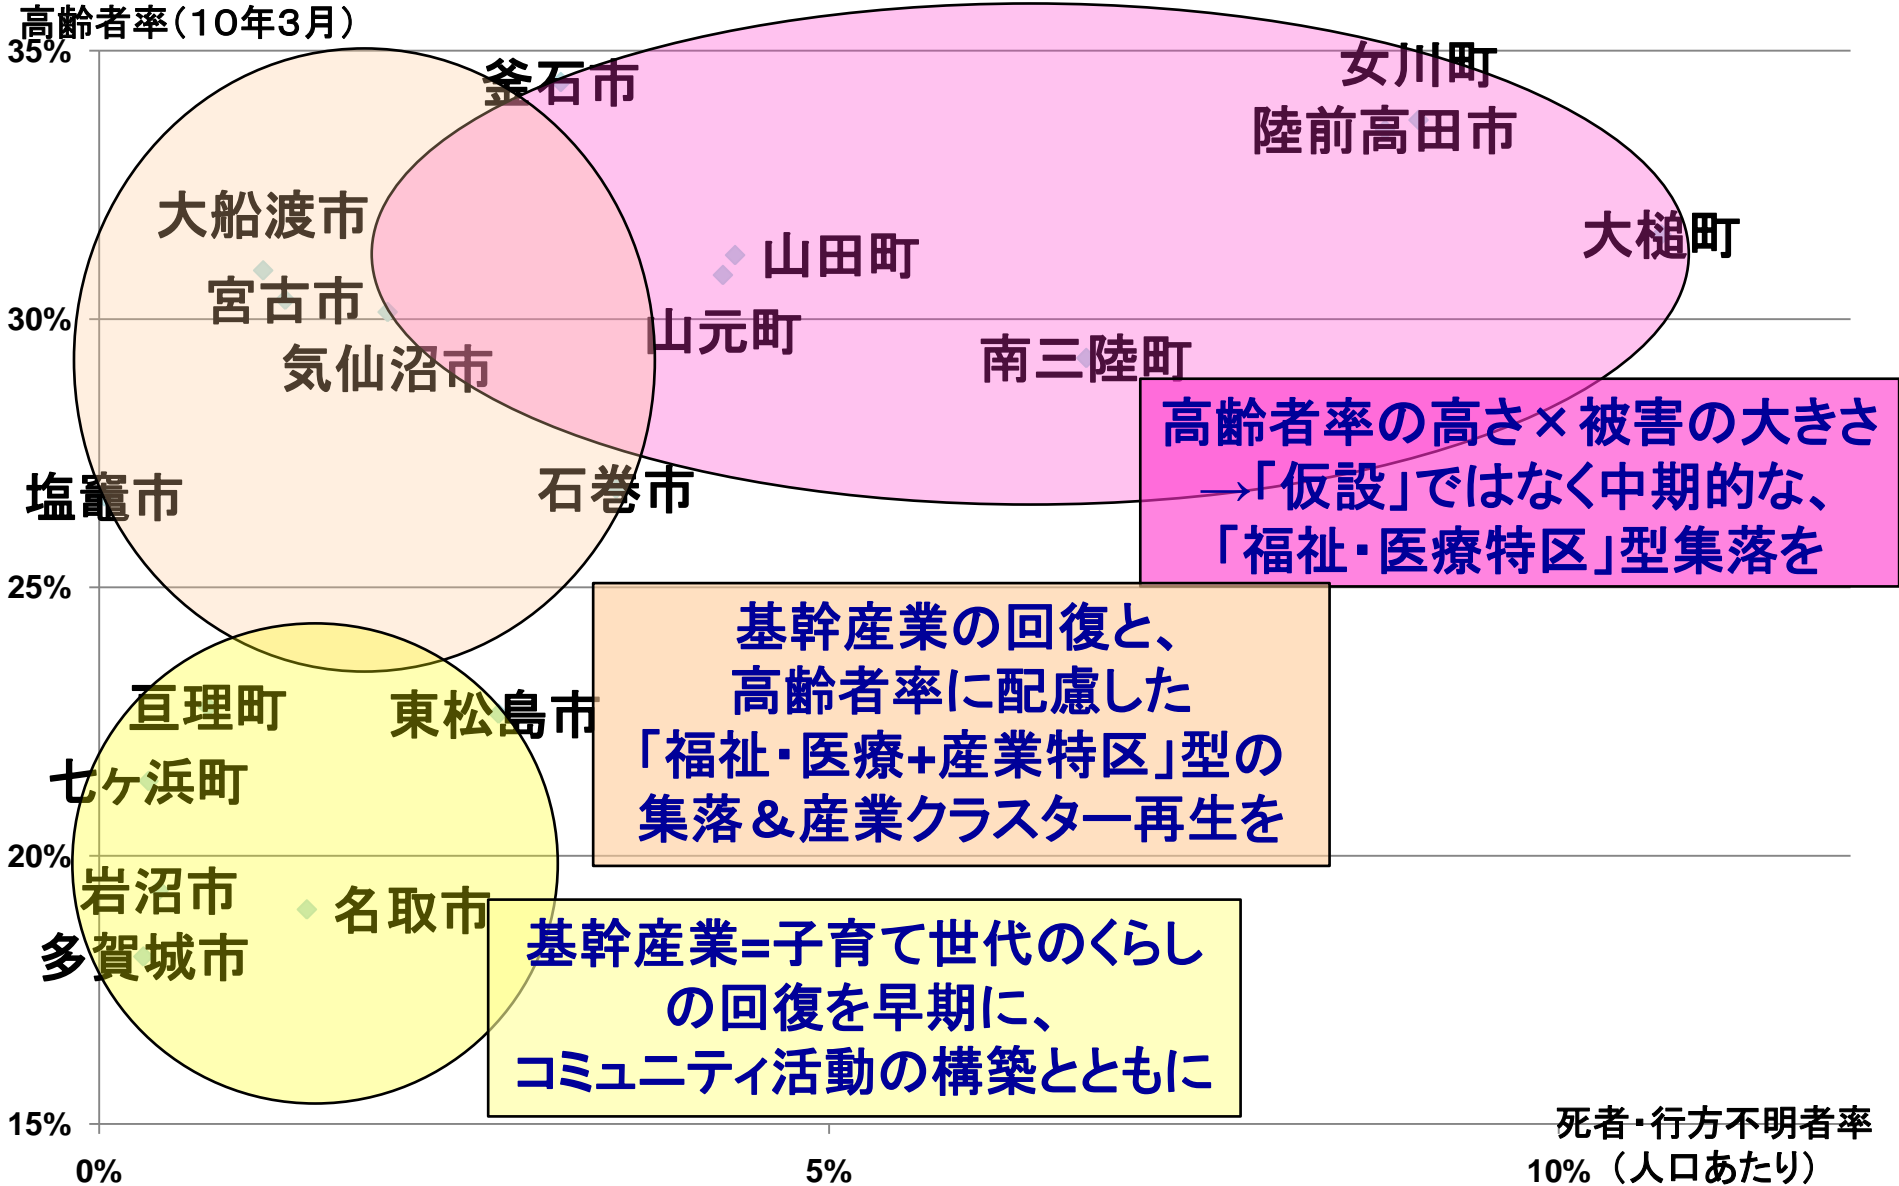 高齢者率（10年3月）
35%
釜石市
女川町
陸前高田市
大船渡市
大槌町
山田町
宮古市
30%
山元町
気仙沼市
南三陸町
高齢者率の高さ×被害の大きさ
→「仮設」ではなく中期的な、
「福祉・医療特区」型集落を
塩竈市
石巻市
25%
基幹産業の回復と、
高齢者率に配慮した
「福祉・医療+産業特区」型の
集落＆産業クラスター再生を
亘理町
東松島市
七ヶ浜町
20%
岩沼市
名取市
多賀城市
基幹産業=子育て世代のくらし
の回復を早期に、
コミュニティ活動の構築とともに
15%
死者・行方不明者率
（人口あたり）
0%
5%
10%